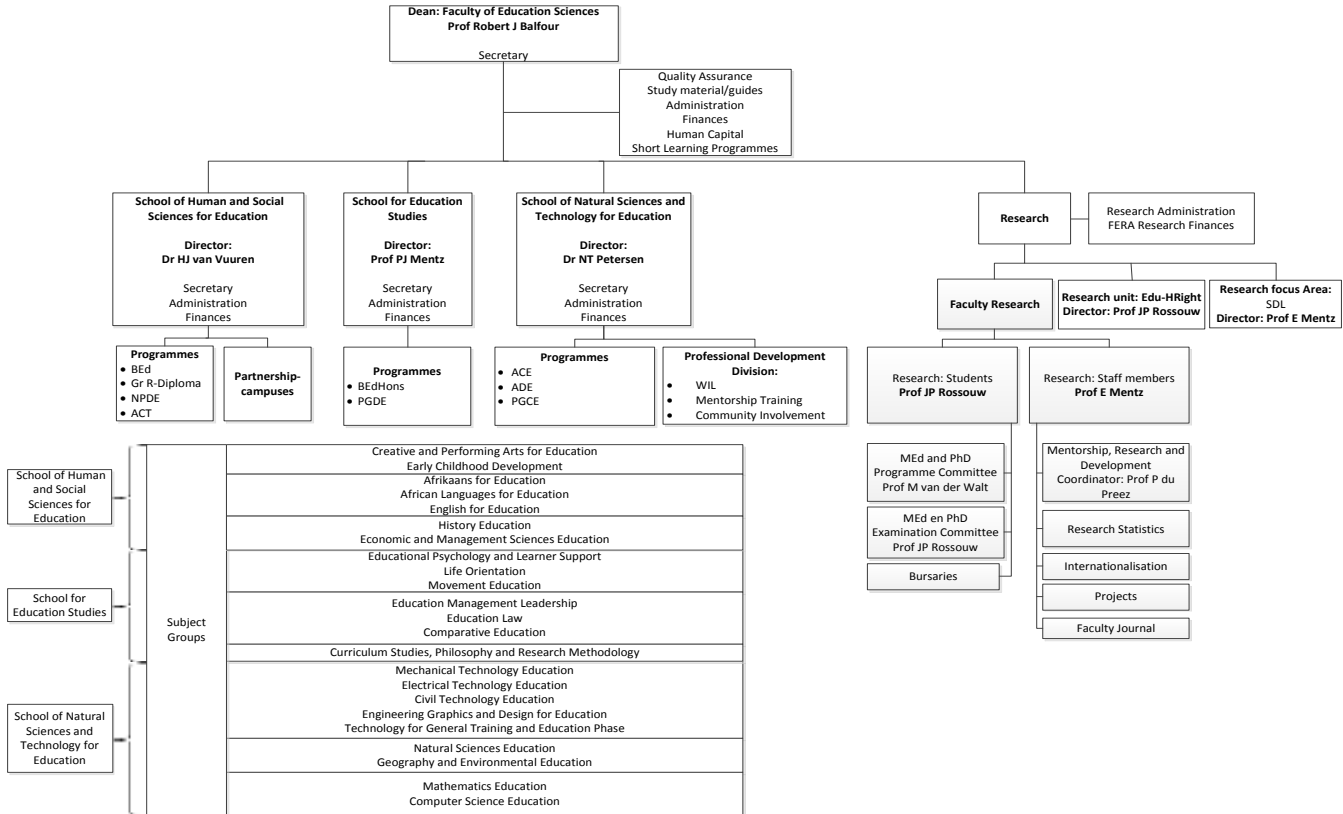 Dean: Faculty of Education Sciences
Prof Robert J Balfour
Secretary
Quality Assurance
Study material/guides
Administration
Finances
Human Capital
Short Learning Programmes
School of Human and Social
Sciences for Education
Director:
Dr HJ van Vuuren
Secretary
Administration
Finances
School for Education
Studies
Director:
Prof PJ Mentz
Secretary
Administration
Finances
School of Natural Sciences and
Technology for Education
Director:
Dr NT Petersen
Secretary
Administration
Finances
Research
Research Administration
FERA Research Finances
Faculty Research
Research unit: Edu-HRight
Director: Prof JP Rossouw
Research focus Area:
SDL
Director: Prof E Mentz
Programmes
• BEd
• Gr R-Diploma
• NPDE
• ACT
Partnership-
campuses
Programmes
• BEdHons
• PGDE
Programmes
• ACE
• ADE
• PGCE
Professional Development
Division:
• WIL
• Mentorship Training
• Community Involvement
Research: Students
Prof JP Rossouw
Research: Staff members
Prof E Mentz
MEd and PhD
Programme Committee
Prof M van der Walt
MEd en PhD
Examination Committee
Prof JP Rossouw
Bursaries
Mentorship, Research and
Development
Coordinator: Prof P du
Preez
Research Statistics
Internationalisation
Projects
Faculty Journal
School of Human
and Social
Sciences for
Education
School for
Education Studies
School of Natural
Sciences and
Technology for
Education
Subject
Groups
Creative and Performing Arts for Education
Early Childhood Development
Afrikaans for Education
African Languages for Education
English for Education
History Education
Economic and Management Sciences Education
Educational Psychology and Learner Support
Life Orientation
Movement Education
Education Management Leadership
Education Law
Comparative Education
Curriculum Studies, Philosophy and Research Methodology
Mechanical Technology Education
Electrical Technology Education
Civil Technology Education
Engineering Graphics and Design for Education
Technology for General Training and Education Phase
Natural Sciences Education
Geography and Environmental Education
Mathematics Education
Computer Science Education